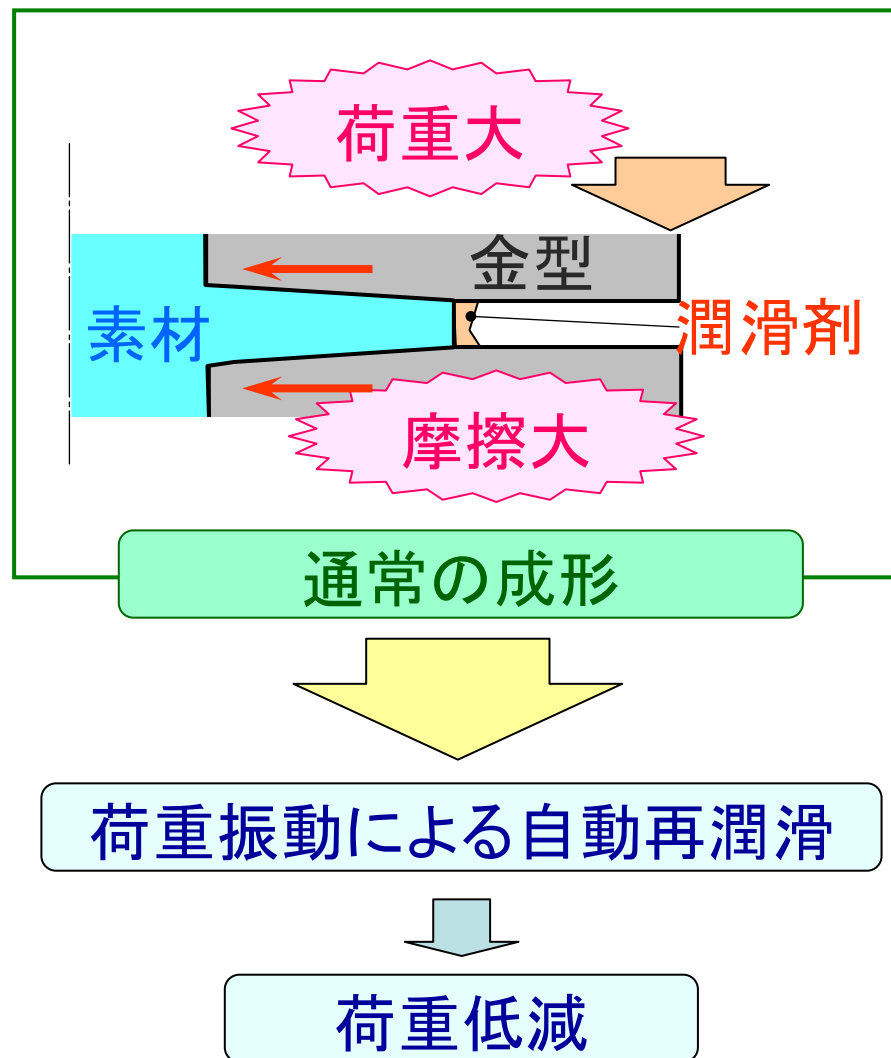 荷重大
金型
素材
潤滑剤
摩擦大
通常の成形
荷重振動による自動再潤滑
荷重低減